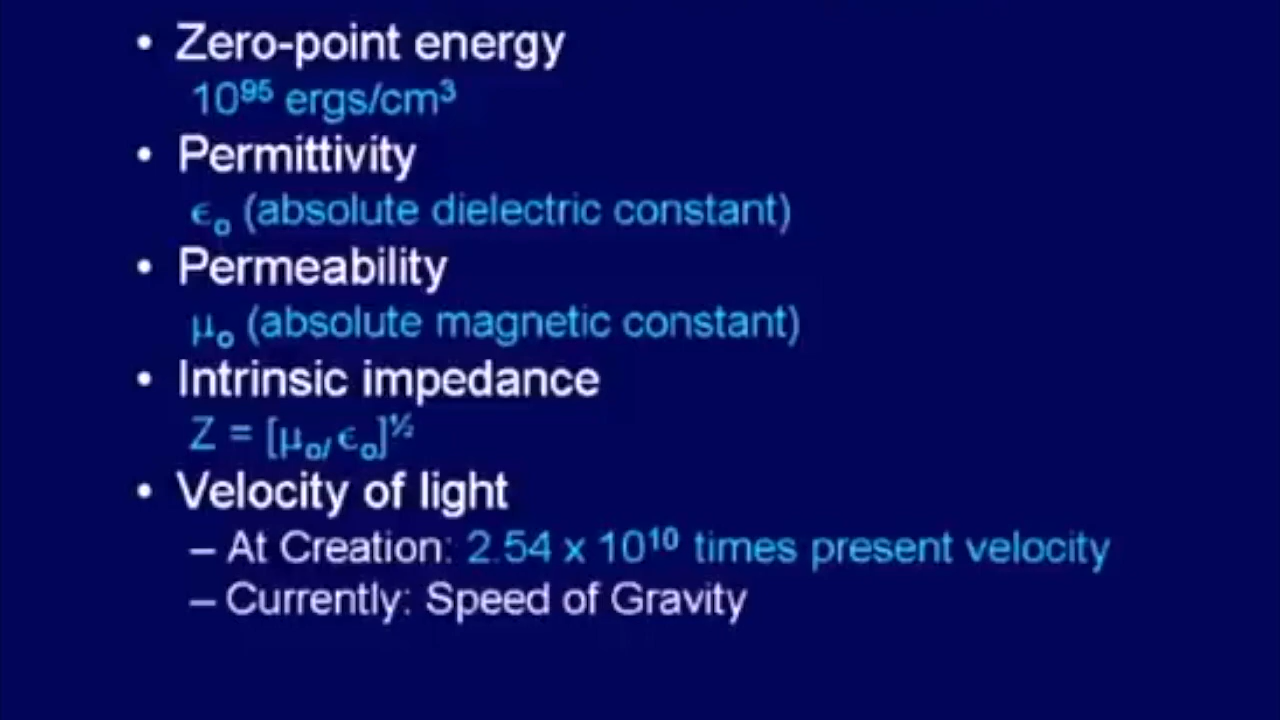 • Zero-point energy
10⁹⁵ ergs/cm³
• Permittivity
ϵₒ (absolute dielectric constant)
• Permeability
μₒ (absolute magnetic constant)
• Intrinsic impedance
Z = [μₒ/ ϵₒ]^½
• Velocity of light
– At Creation: 2.54 x 10¹⁰ times present velocity
– Currently: Speed of Gravity